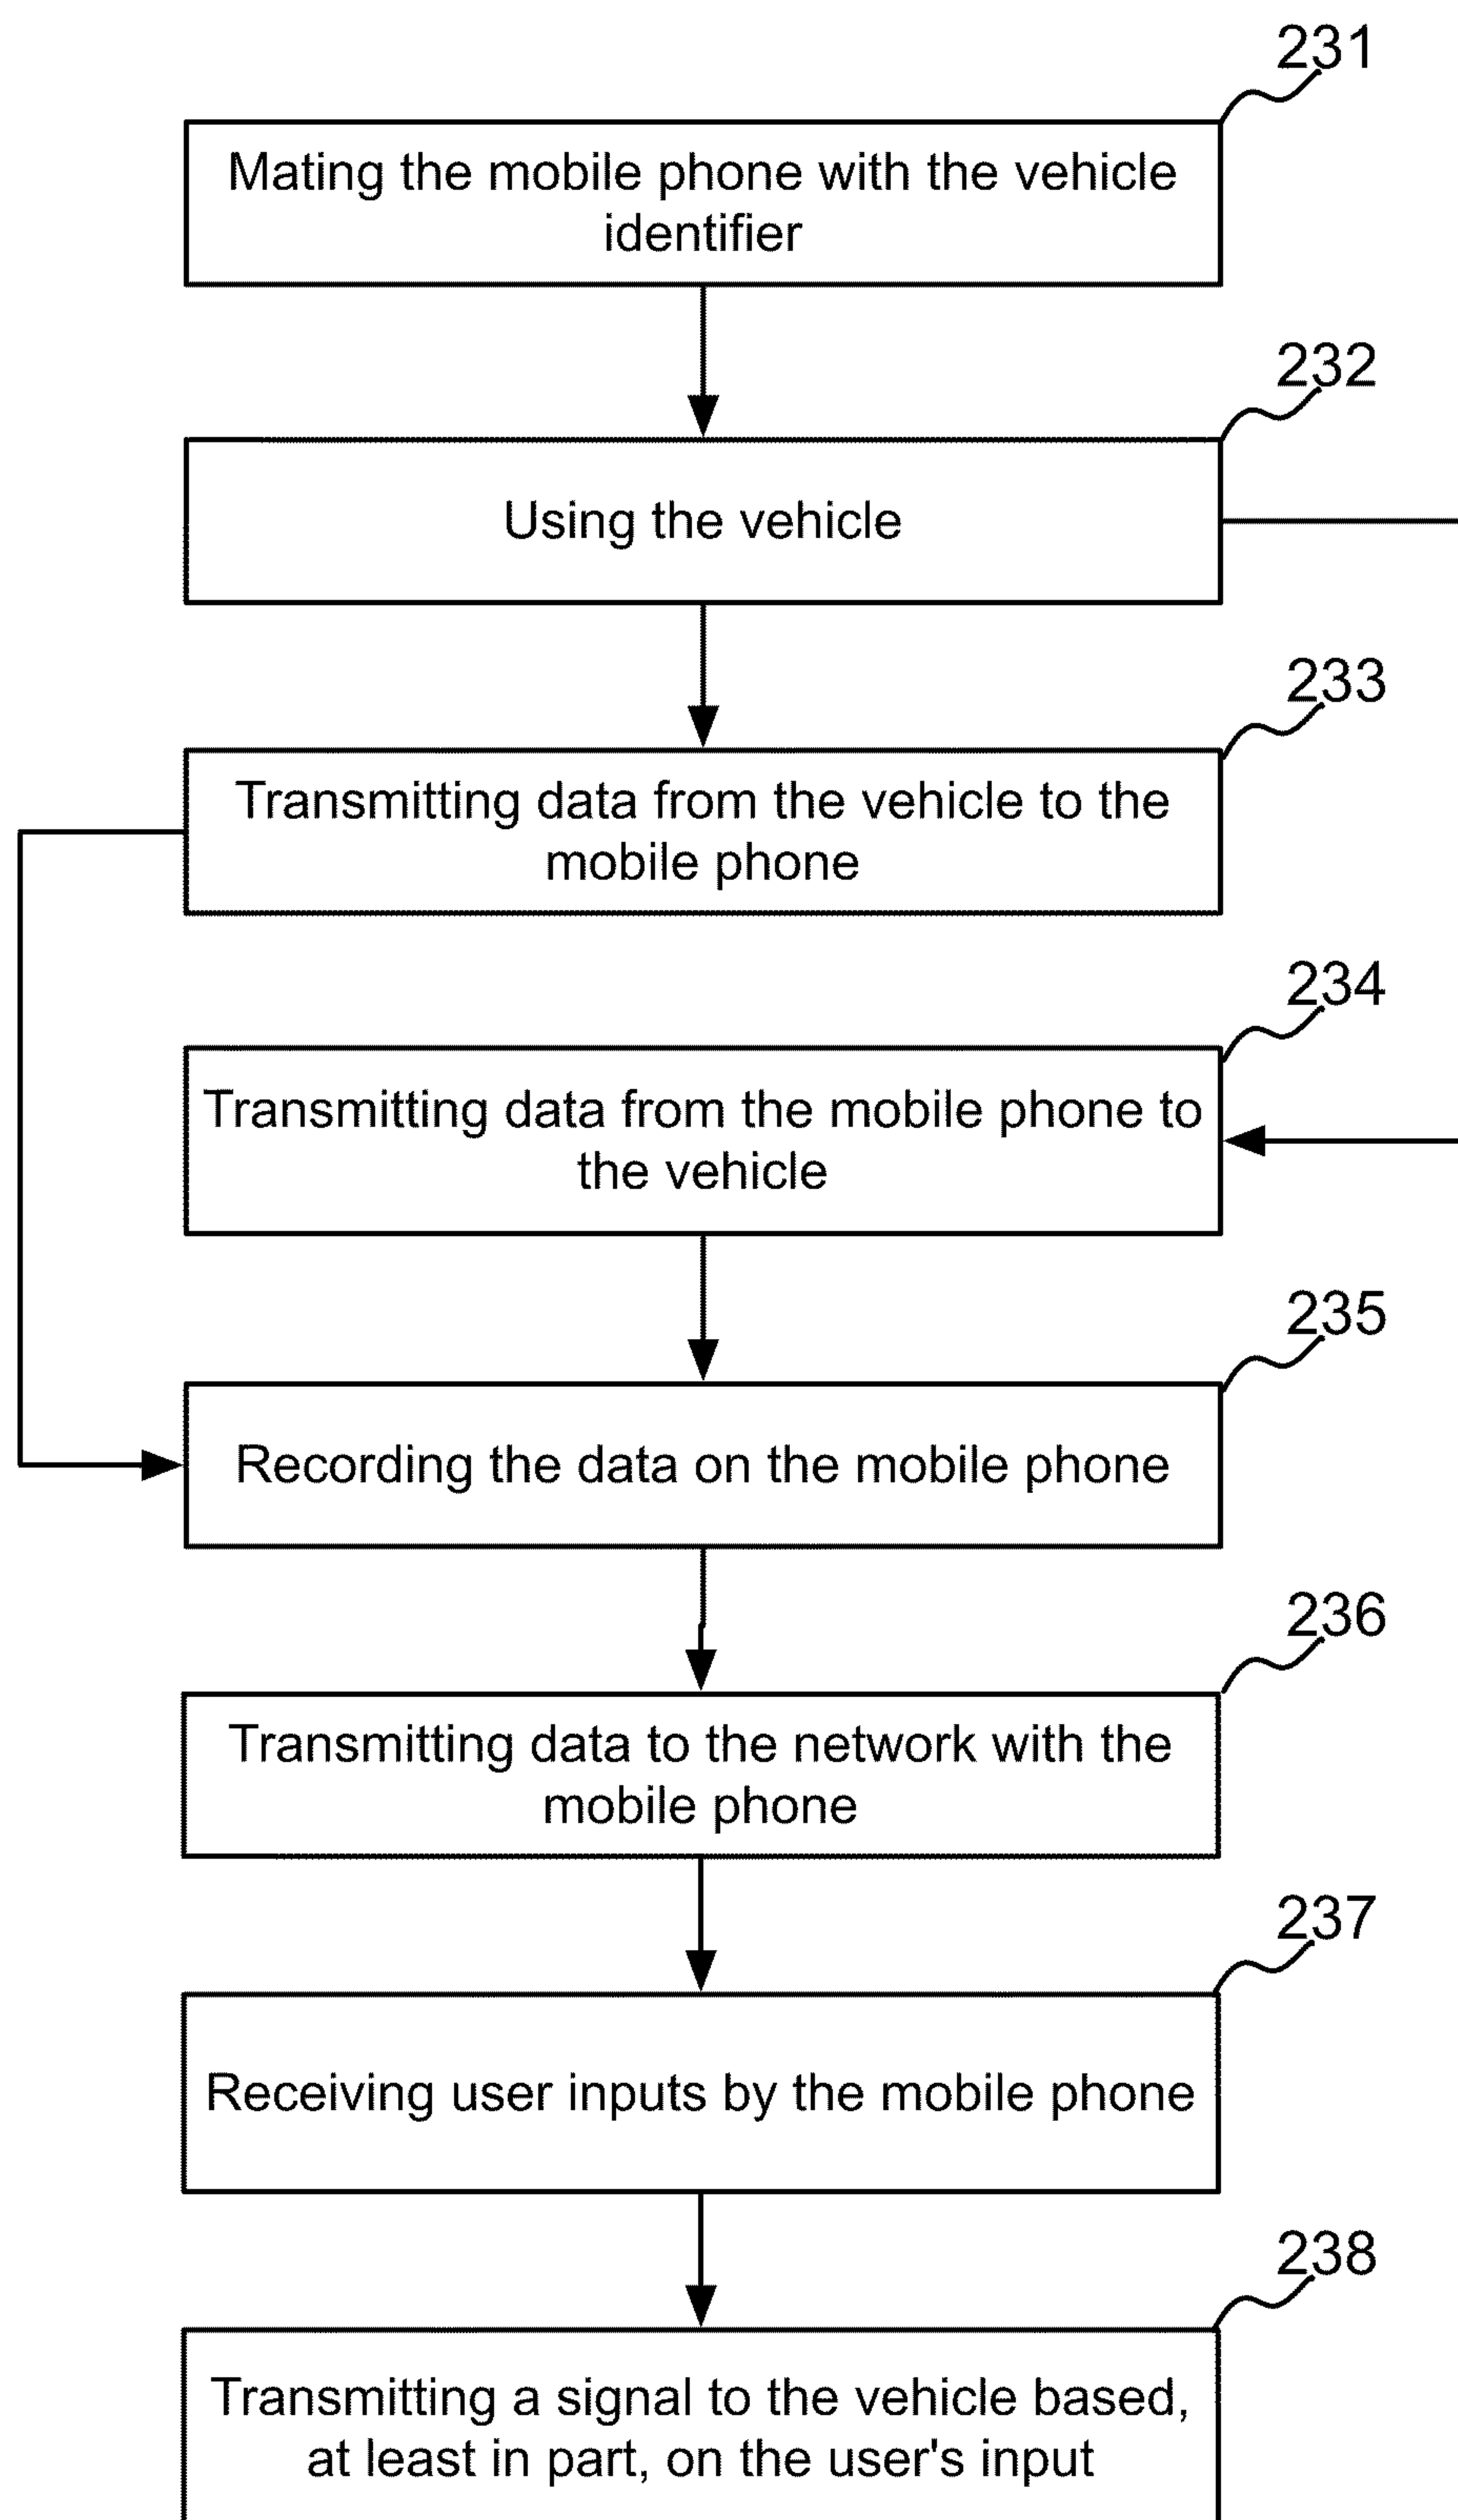 231
Mating the mobile phone with the vehicle
identifier
232
Using the vehicle
233
Transmitting data from the vehicle to the
mobile phone
234
Transmitting data from the mobile phone to
the vehicle
235
Recording the data on the mobile phone
236
Transmitting data to the network with the
mobile phone
237
Receiving user inputs by the mobile phone
238
Transmitting a signal to the vehicle based,
at least in part, on the user's input